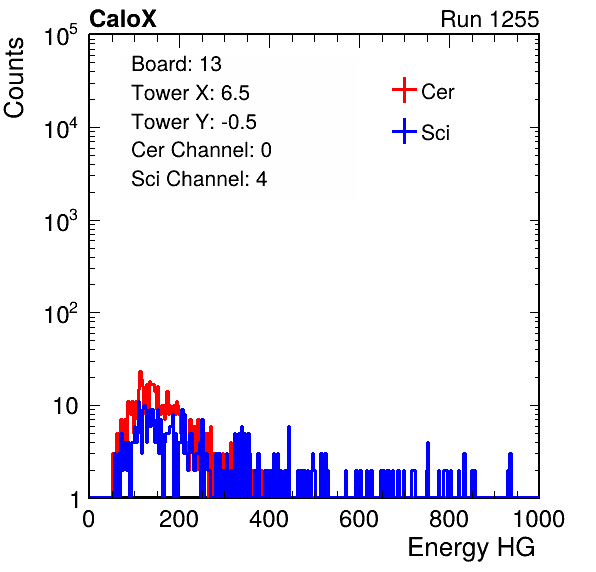 CaloX Run 1255
Counts
10^5
10^4
10^3
10^2
10
1
Board: 13
Tower X: 6.5
Tower Y: -0.5
Cer Channel: 0
Sci Channel: 4
Cer
Sci
0 200 400 600 800 1000
Energy HG